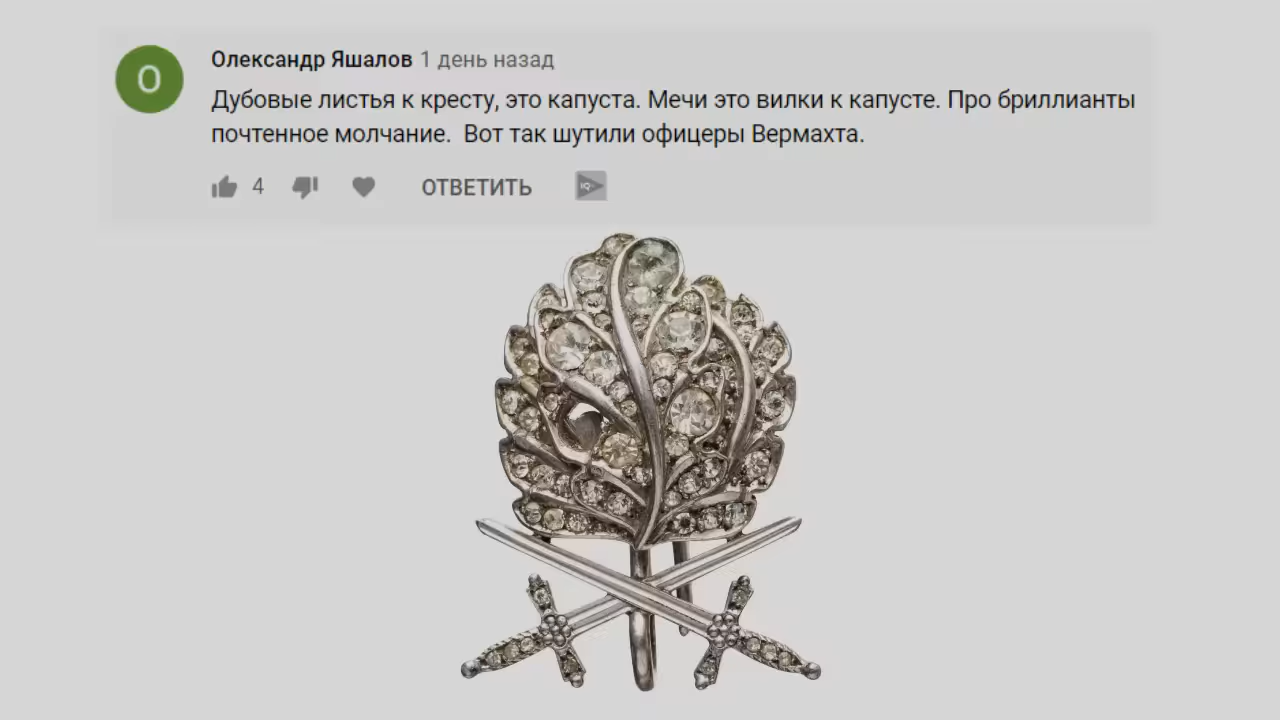 О
Олександр Яшалов 1 день назад
Дубовые листья к кресту, это капуста. Мечи это вилки к капусте. Про бриллианты
почтенное молчание.  Вот так шутили офицеры Вермахта.
4 ОТВЕТИТЬ